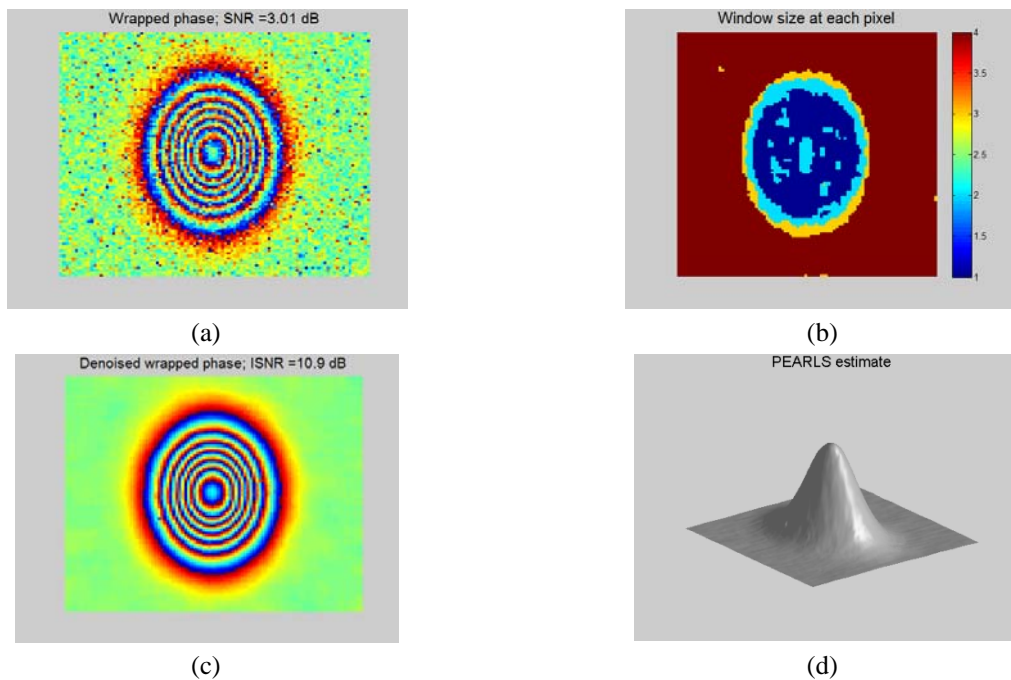 Wrapped phase; SNR =3.01 dB
Window size at each pixel
4
3.5
3
2.5
2
1.5
1
(a)
(b)
Denoised wrapped phase; ISNR =10.9 dB
PEARLS estimate
(c)
(d)